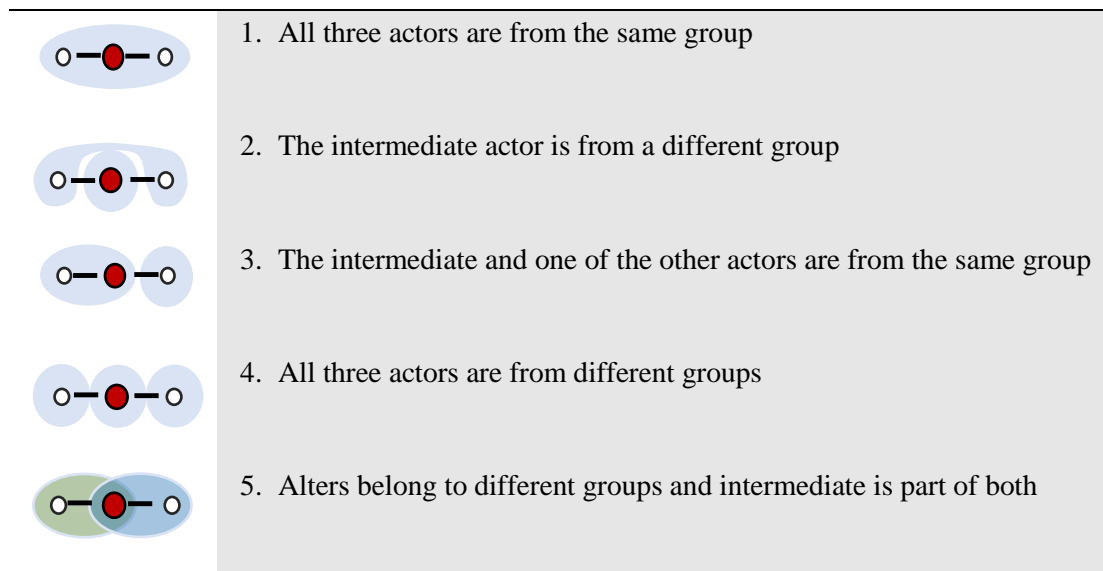 1. All three actors are from the same group
2. The intermediate actor is from a different group
3. The intermediate and one of the other actors are from the same group
4. All three actors are from different groups
5. Alters belong to different groups and intermediate is part of both